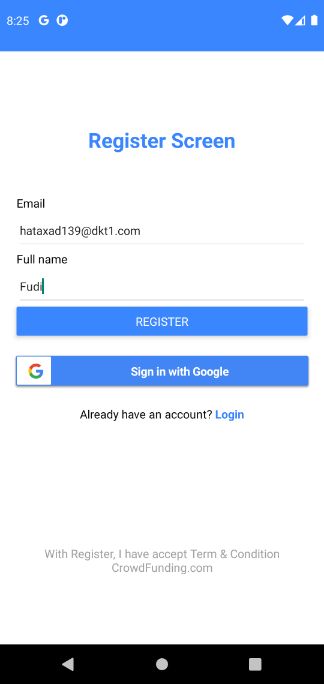 8:25
Register Screen
Email
hataxad139@dkt1.com
Full name
Fudi
REGISTER
Sign in with Google
Already have an account? Login
With Register, I have accept Term & Condition
CrowdFunding.com